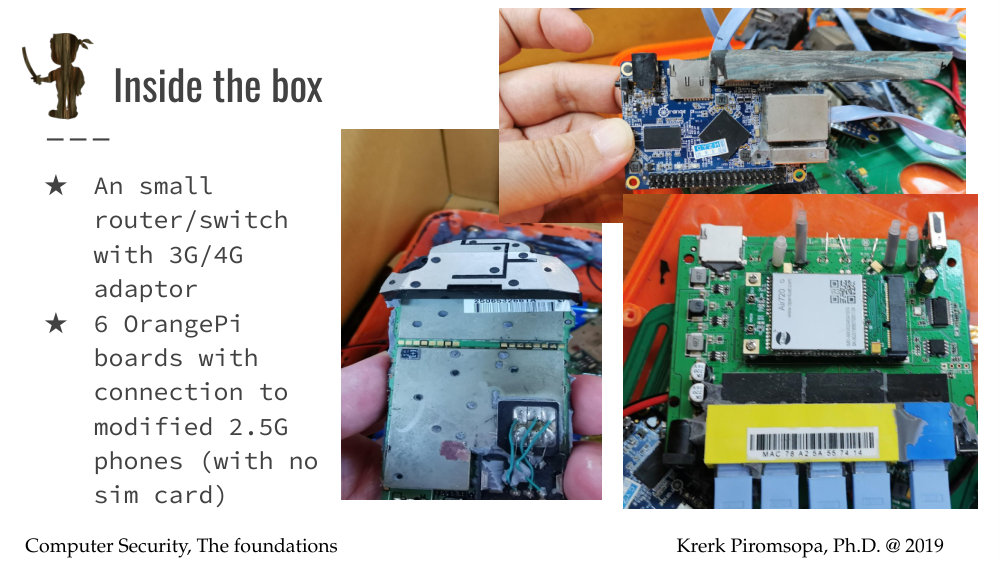 Inside the box
★ An small
router/switch
with 3G/4G
adaptor
★ 6 OrangePi
boards with
connection to
modified 2.5G
phones (with no
sim card)
Air720
MAC 78 A2 5A 55 74 14
Computer Security, The foundations
Krerk Piromsopa, Ph.D. @ 2019